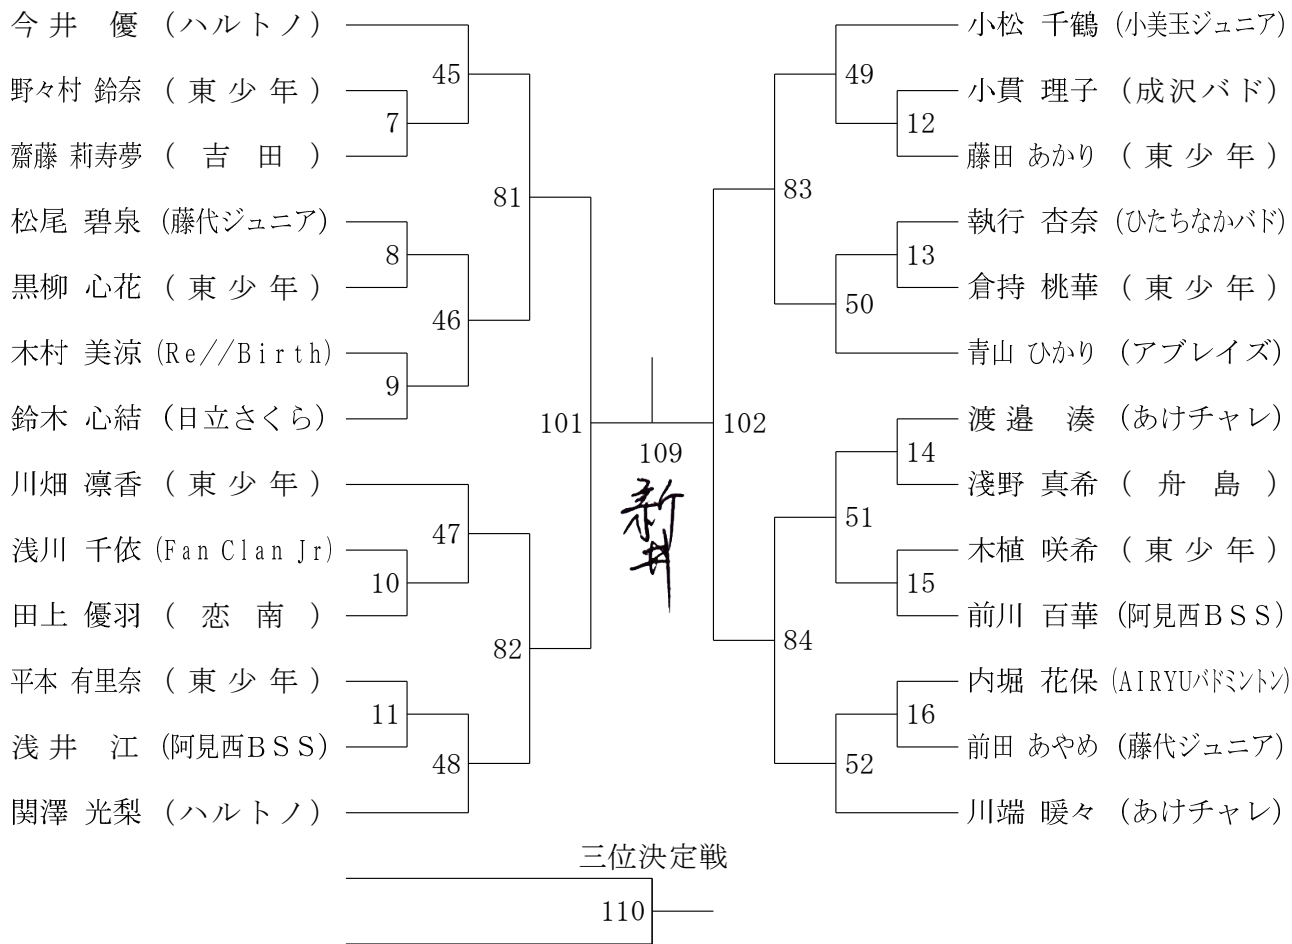 今井 優 (ハルトノ)
野々村 鈴奈 (東少年)
齋藤 莉寿夢 (吉田)
松尾 碧泉 (藤代ジュニア)
黒柳 心花 (東少年)
木村 美涼 (Re//Birth)
鈴木 心結 (日立さくら)
川畑 凛香 (東少年)
浅川 千依 (Fan Clan Jr)
田上 優羽 (恋南)
平本 有里奈 (東少年)
浅井 江 (阿見西BSS)
関澤 光梨 (ハルトノ)
7
8
9
10
11
45
46
47
48
81
82
101
109
新井
102
83
84
49
50
51
52
12
13
14
15
16
小松 千鶴 (小美玉ジュニア)
小貫 理子 (成沢バド)
藤田 あかり (東少年)
執行 杏奈 (ひたちなかバド)
倉持 桃華 (東少年)
青山 ひかり (アブレイズ)
渡邉 湊 (あけチャレ)
淺野 真希 (舟島)
木植 咲希 (東少年)
前川 百華 (阿見西BSS)
内堀 花保 (AIRYUバドミントン)
前田 あやめ (藤代ジュニア)
川端 暖々 (あけチャレ)
三位決定戦
110